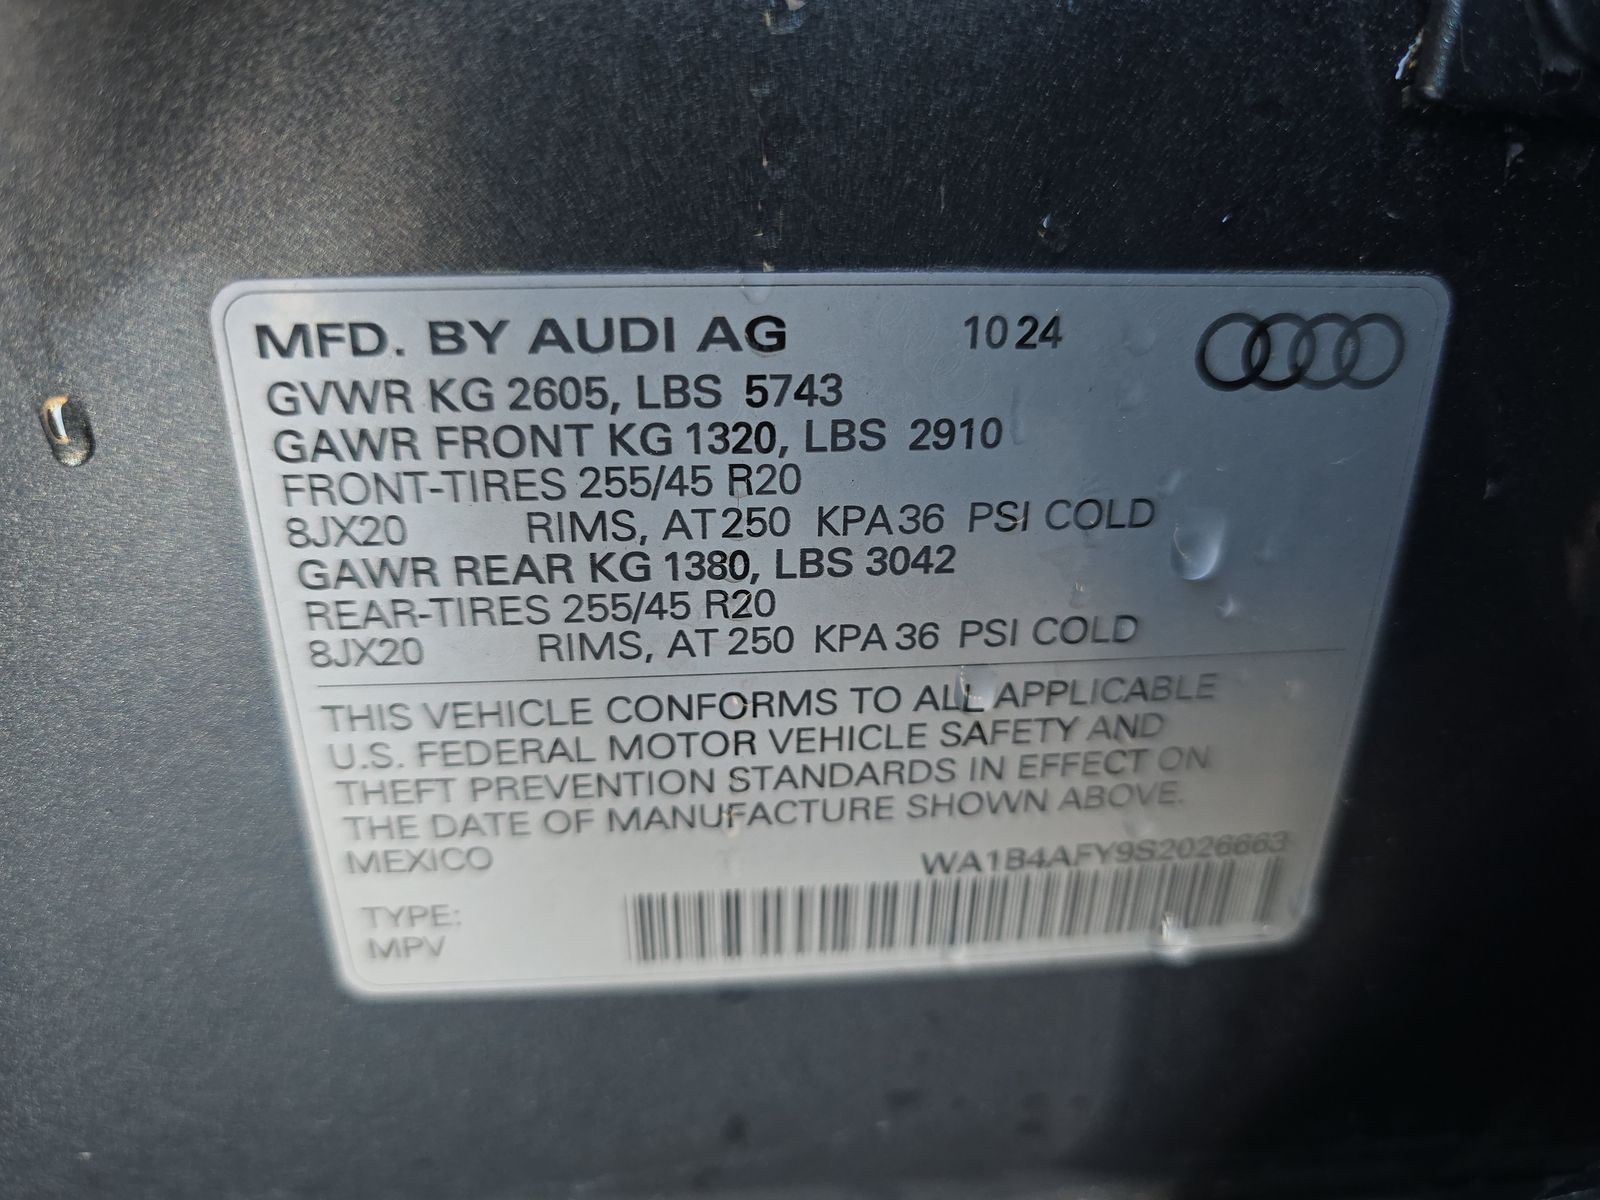 MFD. BY AUDI AG 10 24
GVWR KG 2605, LBS 5743
GAWR FRONT KG 1320, LBS 2910
FRONT-TIRES 255/45 R20
8JX20 RIMS, AT 250 KPA 36 PSI COLD
GAWR REAR KG 1380, LBS 3042
REAR-TIRES 255/45 R20
8JX20 RIMS, AT 250 KPA 36 PSI COLD
THIS VEHICLE CONFORMS TO ALL APPLICABLE
U.S. FEDERAL MOTOR VEHICLE SAFETY AND
THEFT PREVENTION STANDARDS IN EFFECT ON
THE DATE OF MANUFACTURE SHOWN ABOVE.
MEXICO WA1B4AFY9S2026663
TYPE:
MPV